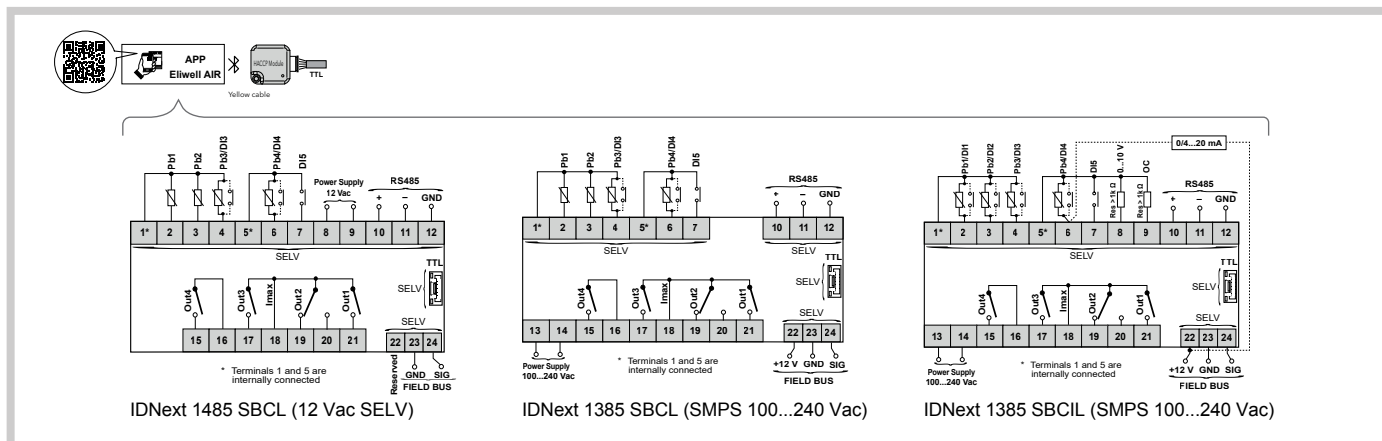 APP
Eliwell AIR
HACCP Module
TTL
Yellow cable
Pb1
Pb2
Pb3/DI3
Pb4/DI4
DI5
Power Supply
12 Vac
RS485
+ – GND
1* 2 3 4 5* 6 7 8 9 10 11 12
SELV
TTL
SELV
Out4
Out3
Imax
Out2
Out1
SELV
15 16 17 18 19 20 21 22 23 24
* Terminals 1 and 5 are
internally connected
Reserved
GND SIG
FIELD BUS
IDNext 1485 SBCL (12 Vac SELV)
Pb1
Pb2
Pb3/DI3
Pb4/DI4
DI5
RS485
+ – GND
1* 2 3 4 5* 6 7 10 11 12
SELV SELV
TTL
SELV
Out4
Out3
Imax
Out2
Out1
SELV
13 14 15 16 17 18 19 20 21 22 23 24
Power Supply
100...240 Vac
* Terminals 1 and 5 are
internally connected
+12 V GND SIG
FIELD BUS
IDNext 1385 SBCL (SMPS 100...240 Vac)
0/4...20 mA
Pb1/DI1
Pb2/DI2
Pb3/DI3
Pb4/DI4
DI5
0...10 V
OC
Res > 1k Ω
Res > 1k Ω
RS485
+ – GND
1* 2 3 4 5* 6 7 8 9 10 11 12
SELV
TTL
SELV
Out4
Out3
Imax
Out2
Out1
SELV
13 14 15 16 17 18 19 20 21 22 23 24
Power Supply
100...240 Vac
* Terminals 1 and 5 are
internally connected
+12 V GND SIG
FIELD BUS
IDNext 1385 SBCIL (SMPS 100...240 Vac)